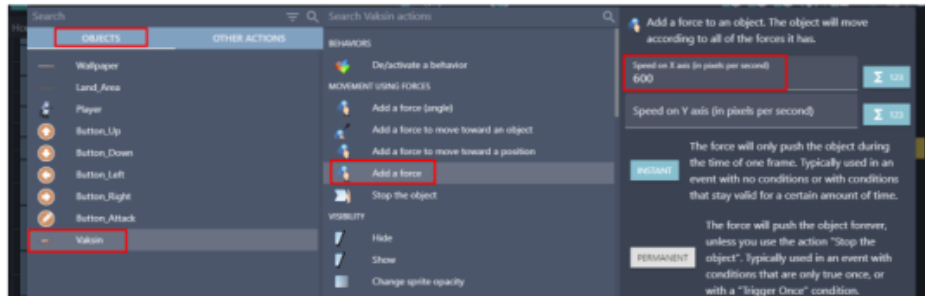 Search
Search Vaksin actions
OBJECTS
OTHER ACTIONS
Wallpaper
Land_Area
Player
Button_Up
Button_Down
Button_Left
Button_Right
Button_Attack
Vaksin
BEHAVIORS
De/activate a behavior
MOVEMENT USING FORCES
Add a force (angle)
Add a force to move toward an object
Add a force to move toward a position
Add a force
Stop the object
VISIBILITY
Hide
Show
Change sprite opacity
Add a force to an object. The object will move
according to all of the forces it has.
Speed on X axis (in pixels per second)
600
Σ 123
Speed on Y axis (in pixels per second)
Σ 123
INSTANT
The force will only push the object during
the time of one frame. Typically used in an
event with no conditions or with conditions
that stay valid for a certain amount of time.
PERMANENT
The force will push the object forever,
unless you use the action "Stop the
object". Typically used in an event with
conditions that are only true once, or
with a "Trigger Once" condition.